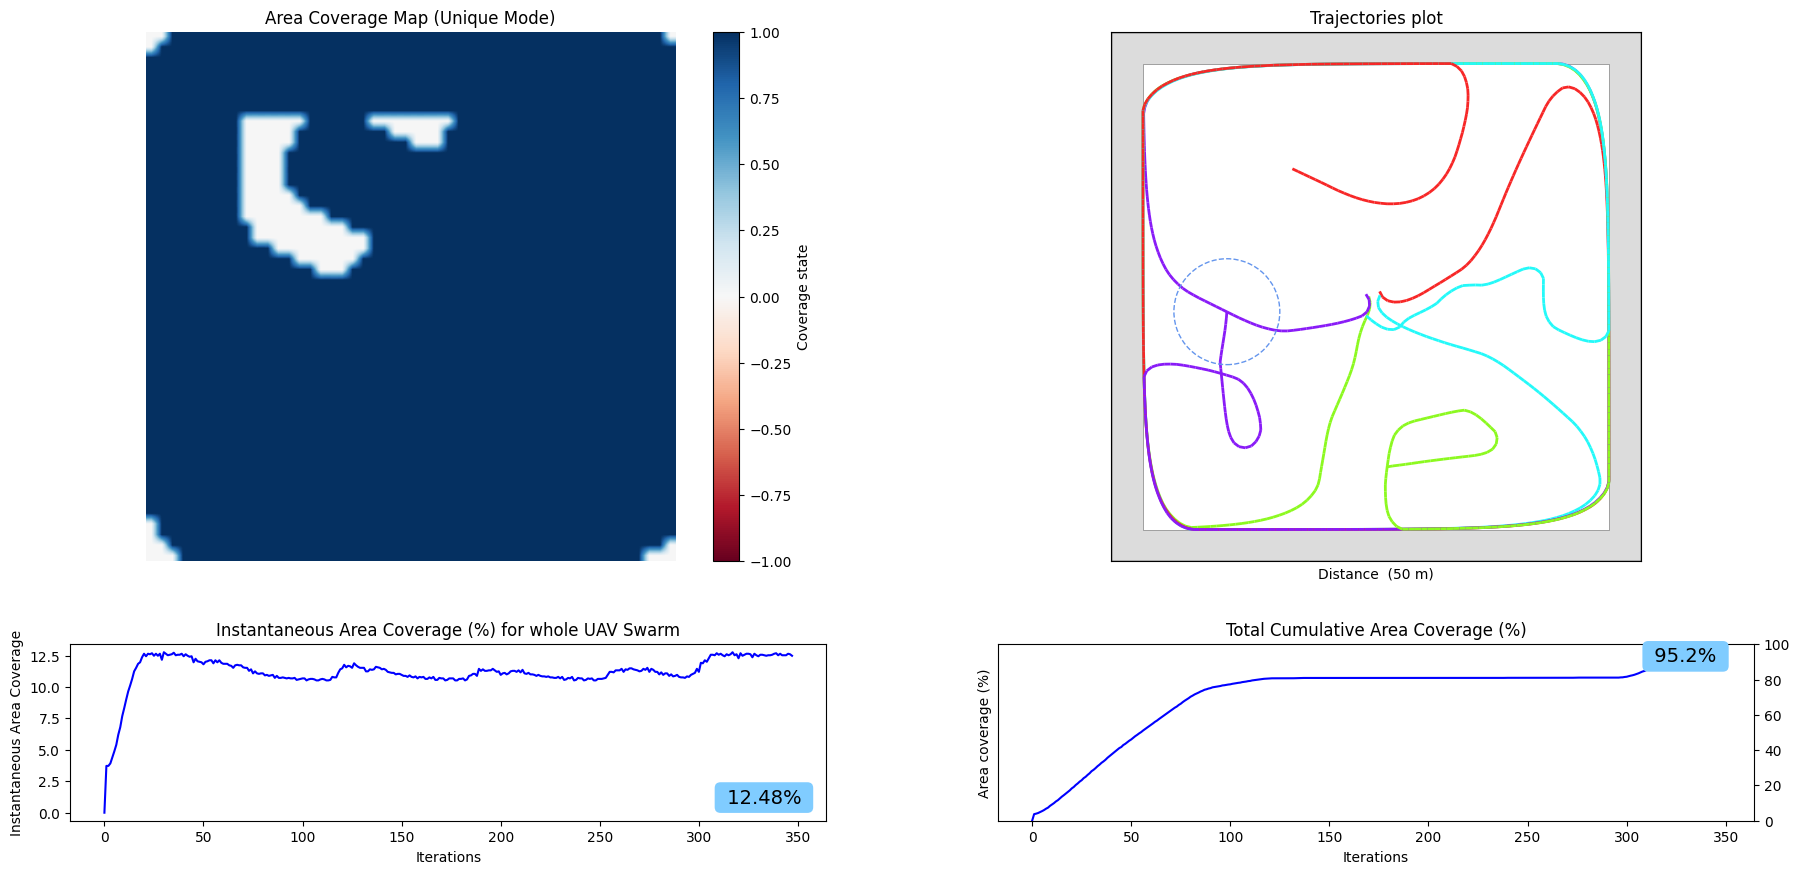 Area Coverage Map (Unique Mode)
1.00
0.75
0.50
0.25
0.00
−0.25
−0.50
−0.75
−1.00
Coverage state
Trajectories plot
Distance  (50 m)
Instantaneous Area Coverage (%) for whole UAV Swarm
Instantaneous Area Coverage
12.5
10.0
7.5
5.0
2.5
0.0
12.48%
0 50 100 150 200 250 300 350
Iterations
Total Cumulative Area Coverage (%)
Area coverage (%)
95.2%
100
80
60
40
20
0
0 50 100 150 200 250 300 350
Iterations